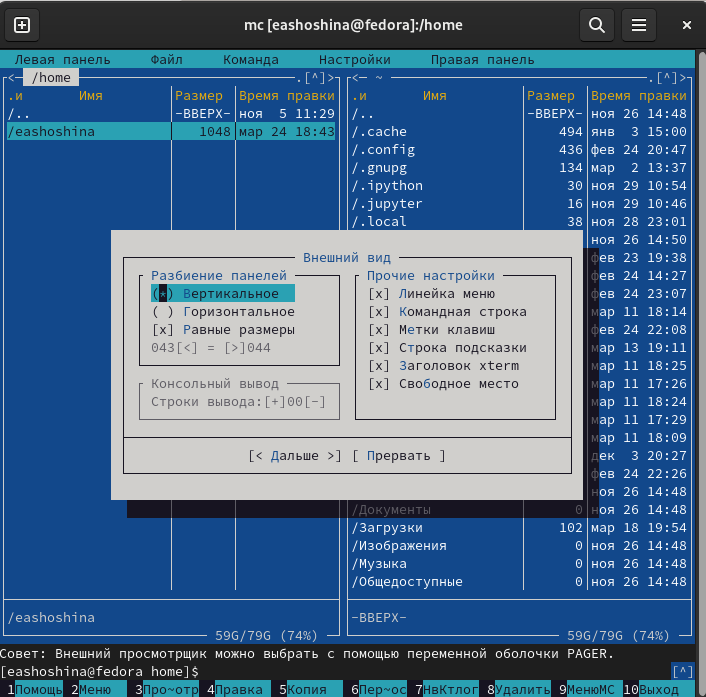 mc [eashoshina@fedora]:/home
Левая панель Файл Команда Настройки Правая панель
<─ /home .[^]> <─ ~ .[^]>
.и Имя Размер Время правки .и Имя Размер Время правки
/.. -ВВЕРХ- ноя 5 11:29 /.. -ВВЕРХ- ноя 26 14:48
/eashoshina 1048 мар 24 18:43 /.cache 494 янв 3 15:00
/.config 436 фев 24 20:47
/.gnupg 134 мар 2 13:37
/.ipython 30 ноя 29 10:54
/.jupyter 16 ноя 29 10:46
/.local 38 ноя 28 23:01
ноя 26 14:50
Внешний вид фев 23 19:38
Разбиение панелей Прочие настройки фев 24 14:27
(*) Вертикальное [x] Линейка меню фев 24 23:07
( ) Горизонтальное [x] Командная строка мар 11 18:14
[x] Равные размеры [x] Метки клавиш фев 24 22:08
043[<] = [>]044 [x] Строка подсказки мар 13 19:11
[x] Заголовок xterm мар 11 18:25
Консольный вывод [x] Свободное место мар 11 17:26
Строки вывода:[+]00[-] мар 11 18:24
мар 11 17:29
мар 11 18:09
[< Дальше >] [ Прервать ] дек 3 20:27
фев 24 22:26
ноя 26 14:48
/Документы 0 ноя 26 14:48
/Загрузки 102 мар 18 19:54
/Изображения 0 ноя 26 14:48
/Музыка 0 ноя 26 14:48
/Общедоступные 0 ноя 26 14:48
/eashoshina -ВВЕРХ-
59G/79G (74%) 59G/79G (74%)
Совет: Внешний просмотрщик можно выбрать с помощью переменной оболочки PAGER.
[eashoshina@fedora home]$ [^]
1Помощь 2Меню 3Про~отр 4Правка 5Копия 6Пер~ос 7НвКтлог 8Удалить 9МенюMC 10Выход